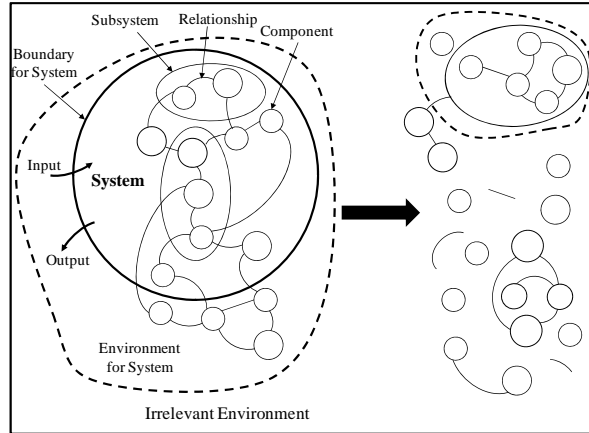 Subsystem
Relationship
Component
Boundary
for System
Input
System
Output
Environment
for System
Irrelevant Environment